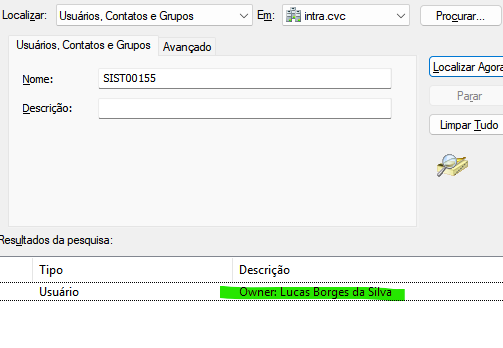 Localizar: Usuários, Contatos e Grupos Em: intra.cvc Procurar...
Usuários, Contatos e Grupos Avançado
Localizar Agora
Nome: SIST00155
Parar
Descrição:
Limpar Tudo
Resultados da pesquisa:
Tipo Descrição
Usuário Owner: Lucas Borges da Silva